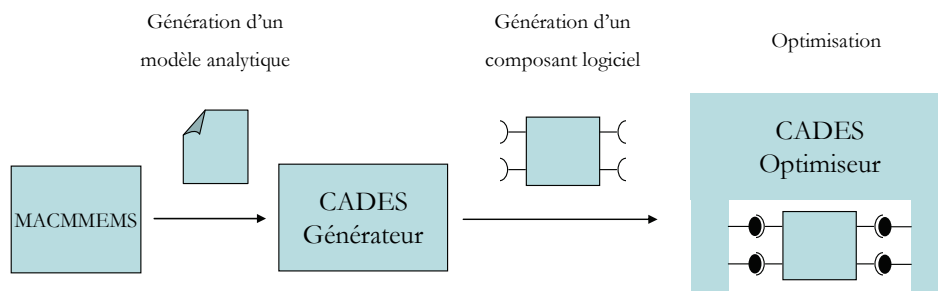 Génération d'un
modèle analytique
Génération d'un
composant logiciel
Optimisation
MACMMEMS
CADES
Générateur
CADES
Optimiseur